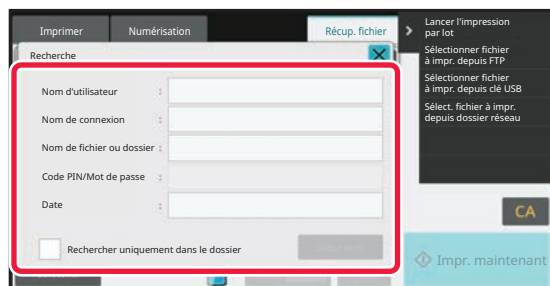 Imprimer
Numérisation
Récup. fichier
Recherche
Nom d'utilisateur :
Nom de connexion :
Nom de fichier ou dossier :
Code PIN/Mot de passe :
Date :
Rechercher uniquement dans le dossier
Lancer l'impression
par lot
Sélectionner fichier
à impr. depuis FTP
Sélectionner fichier
à impr. depuis clé USB
Sélect. fichier à impr.
depuis dossier réseau
CA
Impr. maintenant